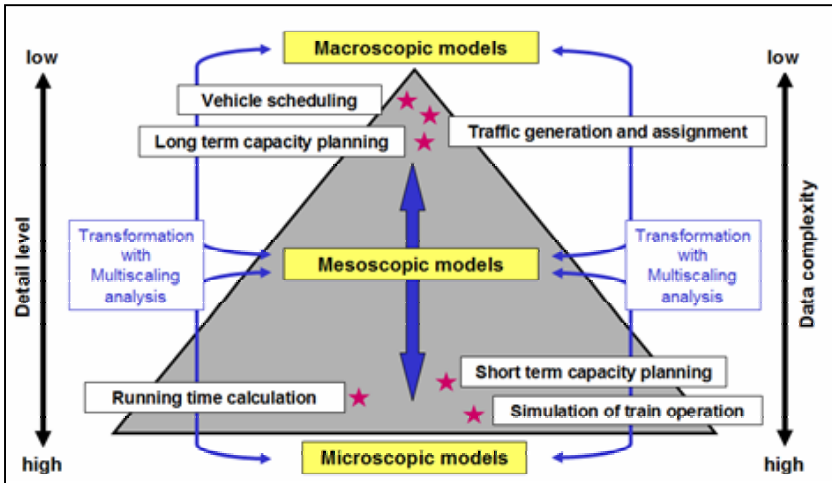 Macroscopic models
low
low
Vehicle scheduling
Traffic generation and assignment
Long term capacity planning
Detail level
Transformation
with
Multiscaling
analysis
Mesoscopic models
Transformation
with
Multiscaling
analysis
Data complexity
Short term capacity planning
Running time calculation
Simulation of train operation
high
Microscopic models
high